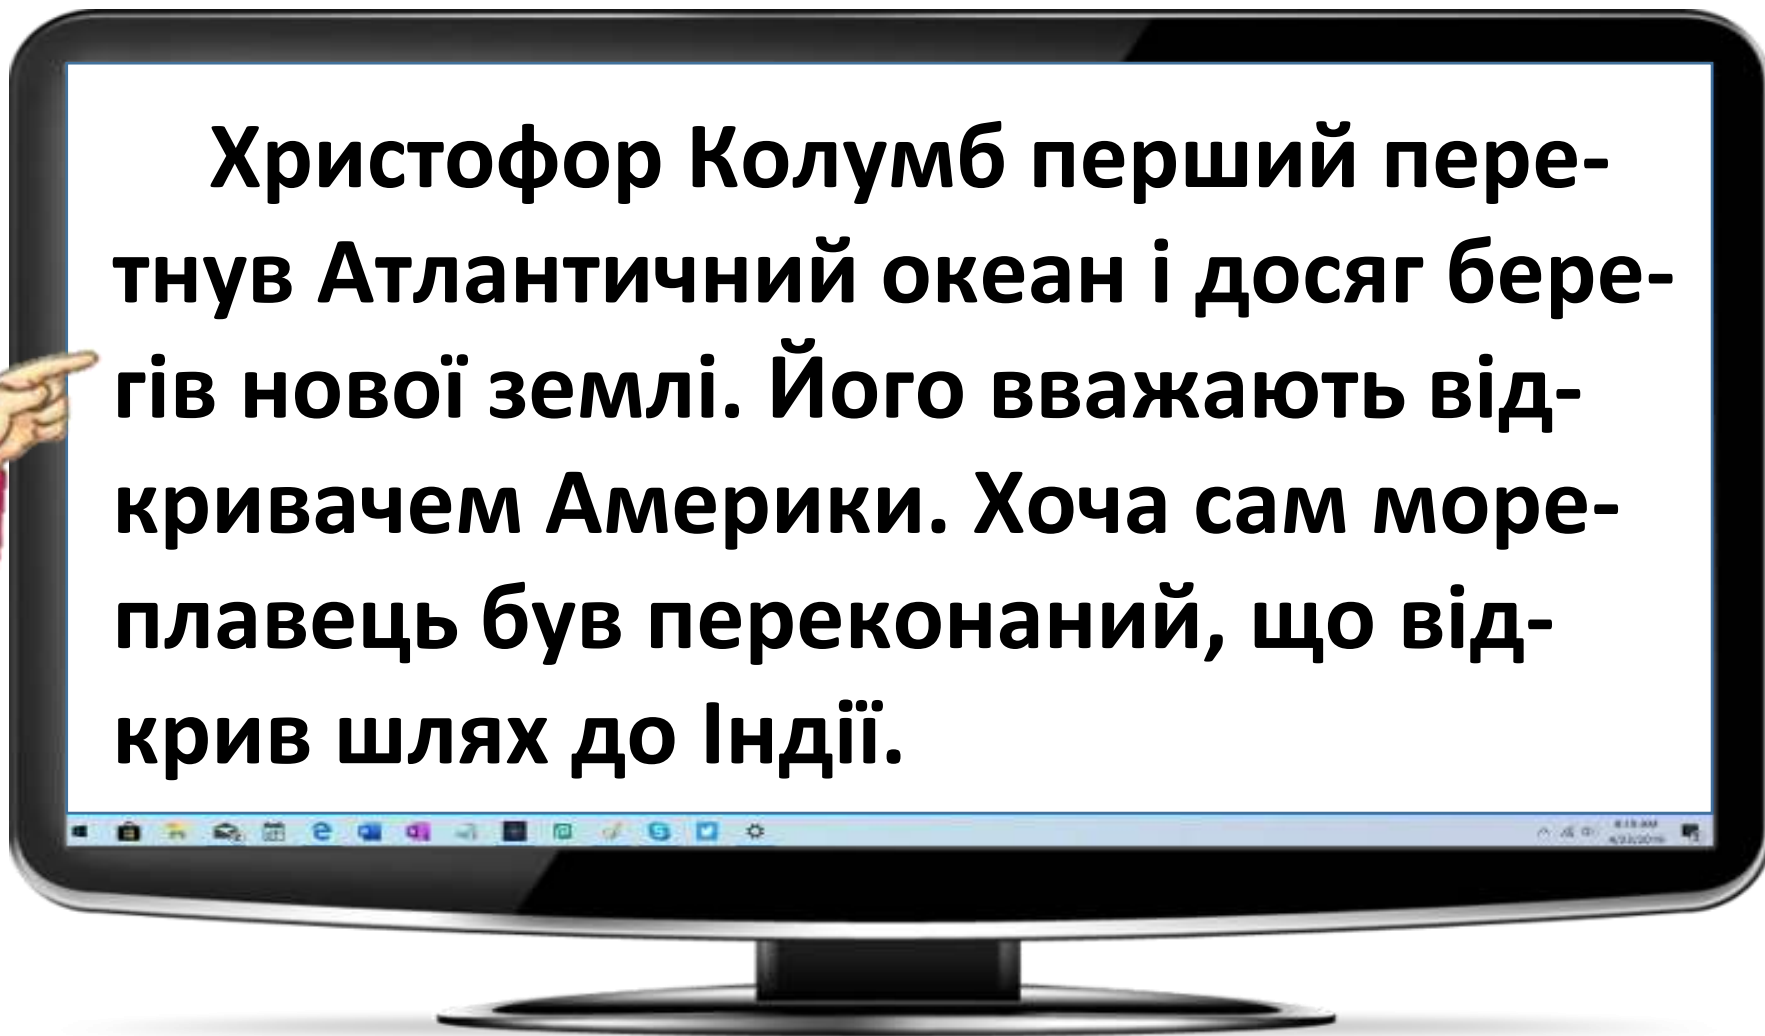 Христофор Колумб перший пере-
тнув Атлантичний океан і досяг бере-
гів нової землі. Його вважають від-
кривачем Америки. Хоча сам море-
плавець був переконаний, що від-
крив шлях до Індії.